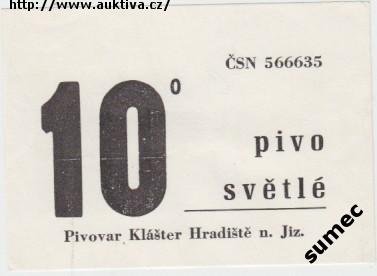 http://www.auktiva.cz/
ČSN 566635
10°
pivo
světlé
Pivovar Klášter Hradiště n. Jiz.
sumec